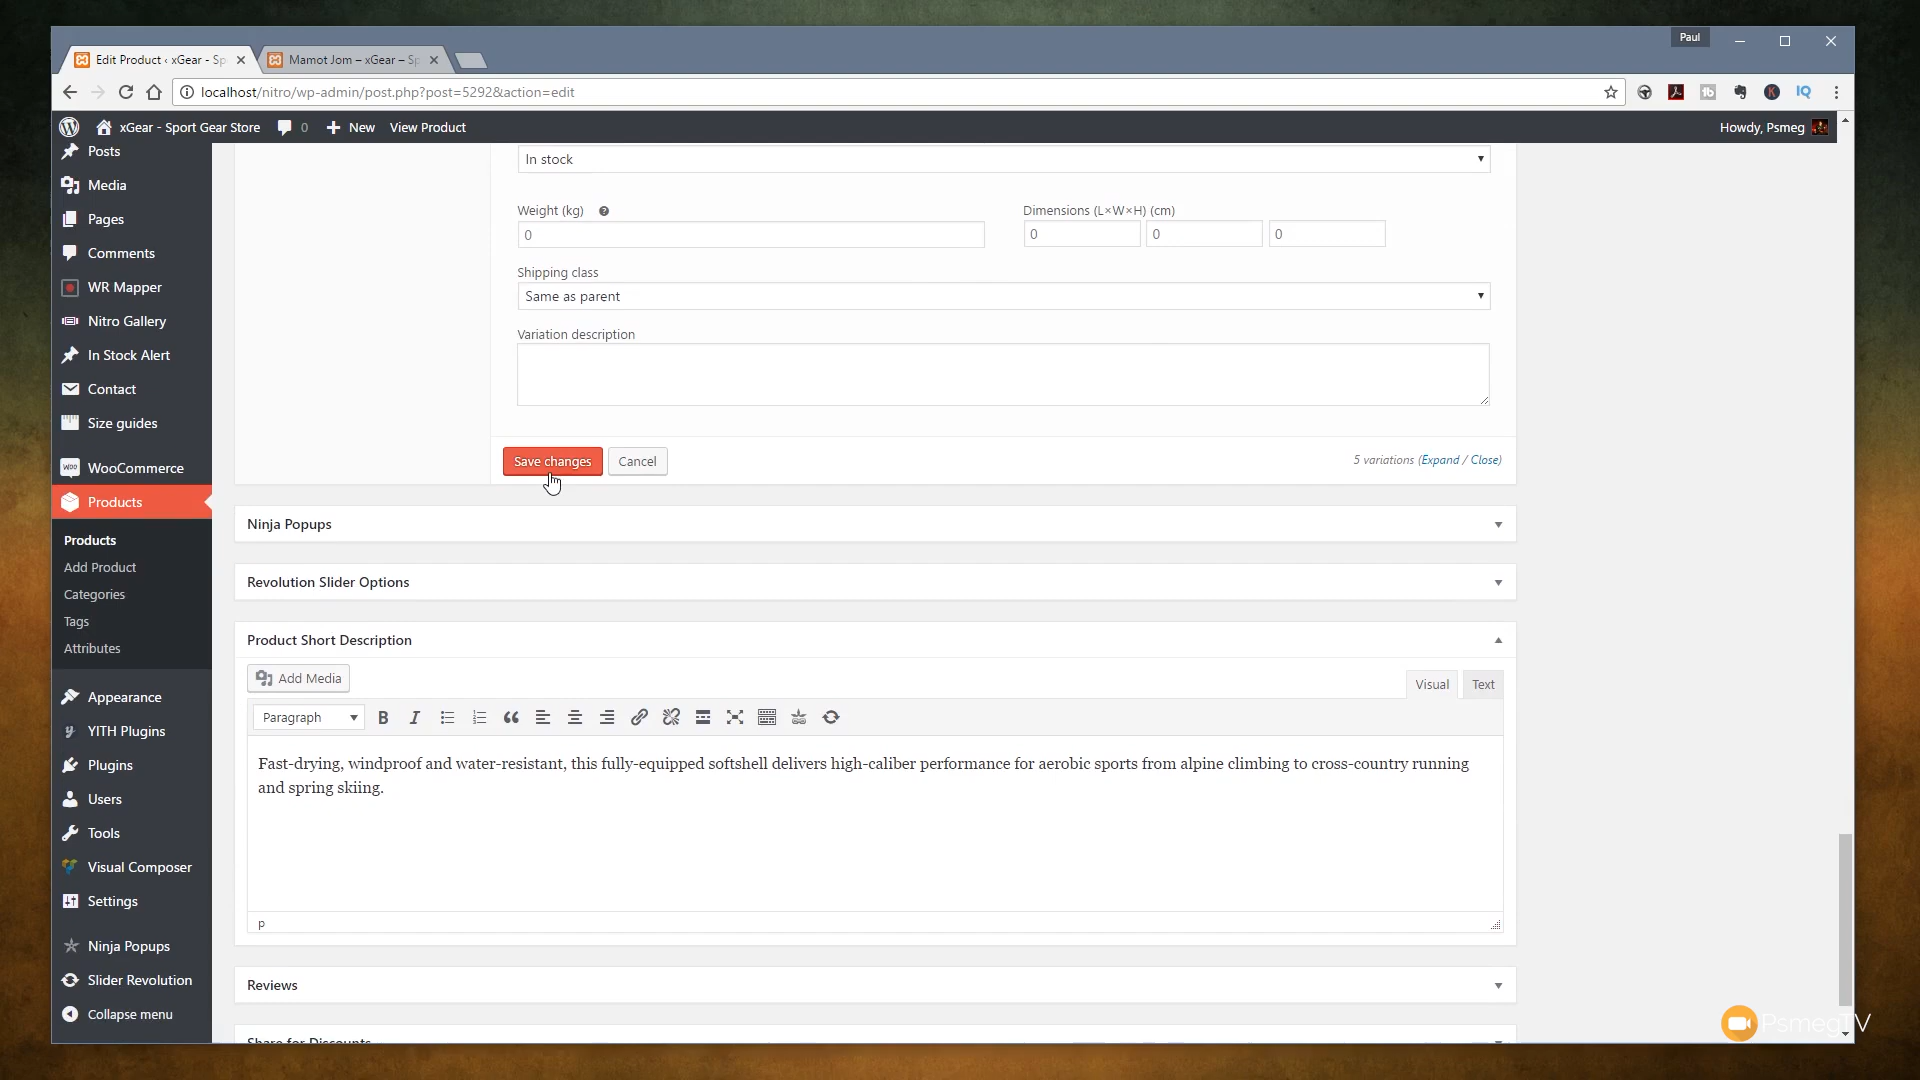 Paul
Edit Product ‹ xGear - Sp
Mamot Jom – xGear – Sp
localhost/nitro/wp-admin/post.php?post=5292&action=edit
xGear - Sport Gear Store
0
New
View Product
Howdy, Psmeg
Posts
Media
Pages
Comments
WR Mapper
Nitro Gallery
In Stock Alert
Contact
Size guides
WooCommerce
Products
Products
Add Product
Categories
Tags
Attributes
Appearance
YITH Plugins
Plugins
Users
Tools
Visual Composer
Settings
Ninja Popups
Slider Revolution
Collapse menu
In stock
Weight (kg)
Dimensions (L×W×H) (cm)
0
0
0
0
Shipping class
Same as parent
Variation description
Save changes
Cancel
5 variations (Expand / Close)
Ninja Popups
Revolution Slider Options
Product Short Description
Add Media
Visual
Text
Paragraph
B
I
Fast-drying, windproof and water-resistant, this fully-equipped softshell delivers high-caliber performance for aerobic sports from alpine climbing to cross-country running
and spring skiing.
p
Reviews
Share for Discounts
PsmegTV